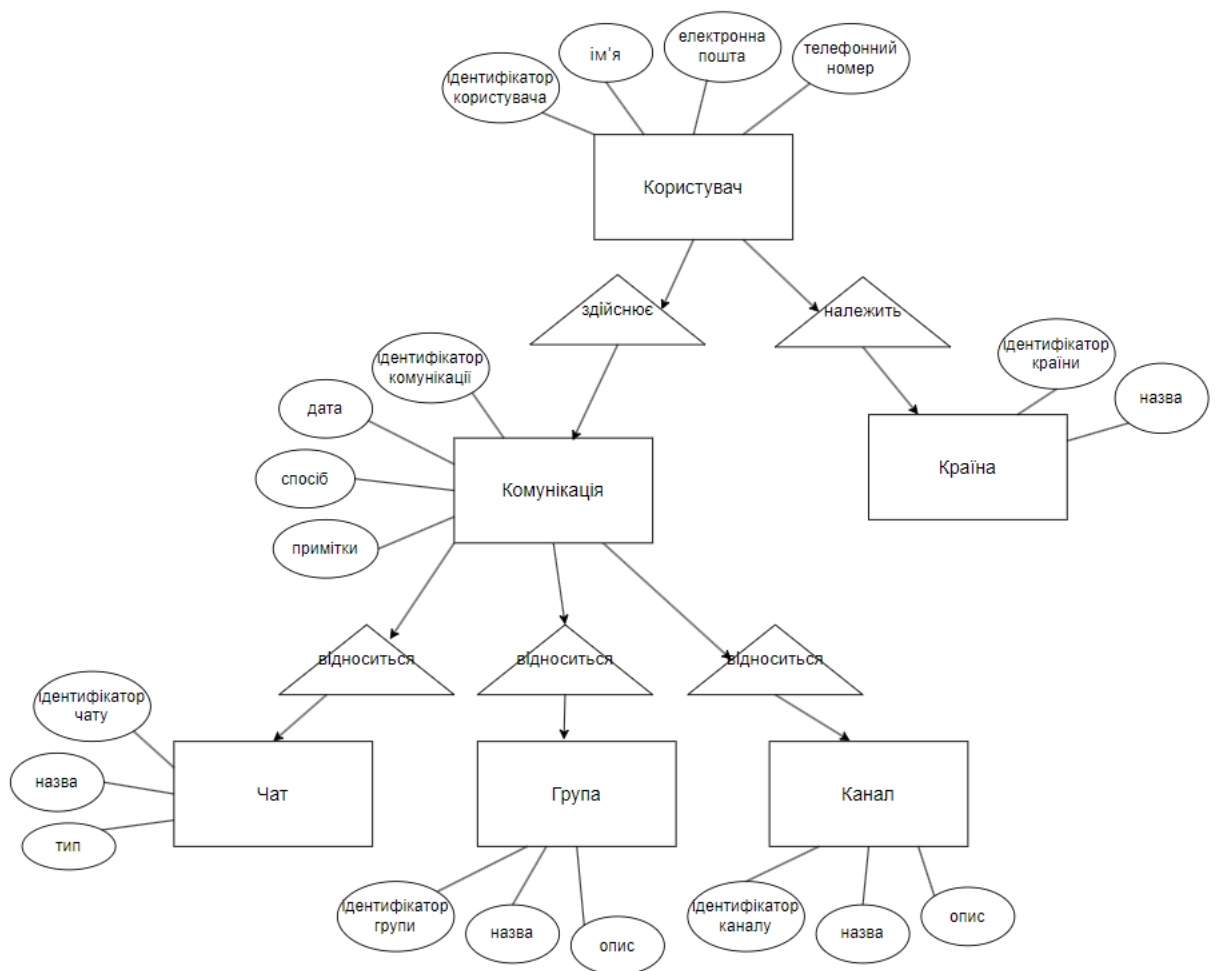 ідентифікатор
користувача
ім'я
електронна
пошта
телефонний
номер
Користувач
здійснює
належить
ідентифікатор
комунікації
дата
спосіб
примітки
Комунікація
ідентифікатор
країни
назва
Країна
відноситься
відноситься
відноситься
ідентифікатор
чату
назва
тип
Чат
Група
Канал
ідентифікатор
групи
назва
опис
ідентифікатор
каналу
назва
опис